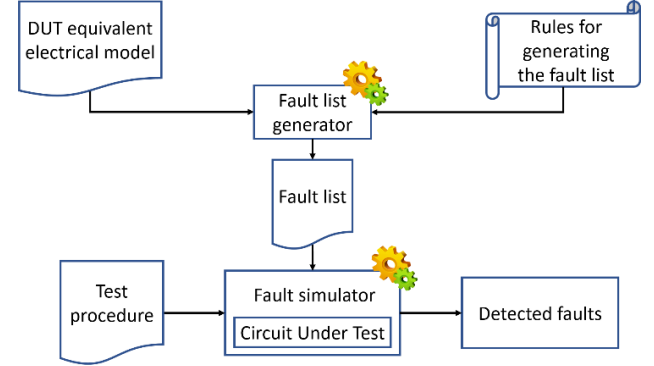 DUT equivalent
electrical model
Rules for
generating
the fault list
Fault list
generator
Fault list
Test
procedure
Fault simulator
Circuit Under Test
Detected faults